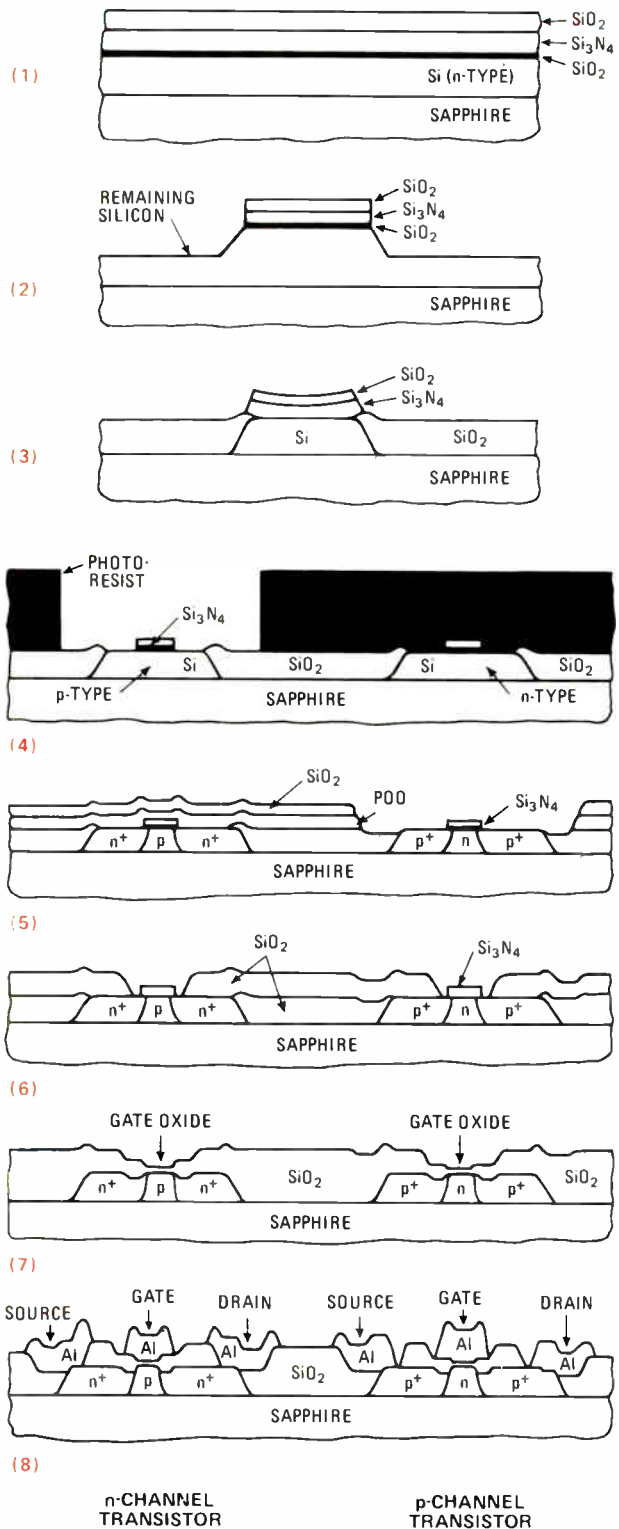 SiO₂
Si₃N₄
SiO₂
(1)
Si (n-TYPE)
SAPPHIRE
REMAINING
SILICON
SiO₂
Si₃N₄
SiO₂
(2)
SAPPHIRE
SiO₂
Si₃N₄
(3)
Si
SiO₂
SAPPHIRE
PHOTO-
RESIST
Si₃N₄
Si
SiO₂
Si
SiO₂
p-TYPE
SAPPHIRE
n-TYPE
(4)
SiO₂
POO
Si₃N₄
n+ p n+
p+ n p+
SAPPHIRE
(5)
SiO₂
Si₃N₄
n+ p n+
p+ n p+
SAPPHIRE
(6)
GATE OXIDE
GATE OXIDE
n+ p n+
SiO₂
p+ n p+
SiO₂
SAPPHIRE
(7)
SOURCE
GATE
DRAIN
SOURCE
GATE
DRAIN
Al
Al
Al
Al
Al
Al
n+ p n+
SiO₂
p+ n p+
SAPPHIRE
(8)
n-CHANNEL
TRANSISTOR
p-CHANNEL
TRANSISTOR